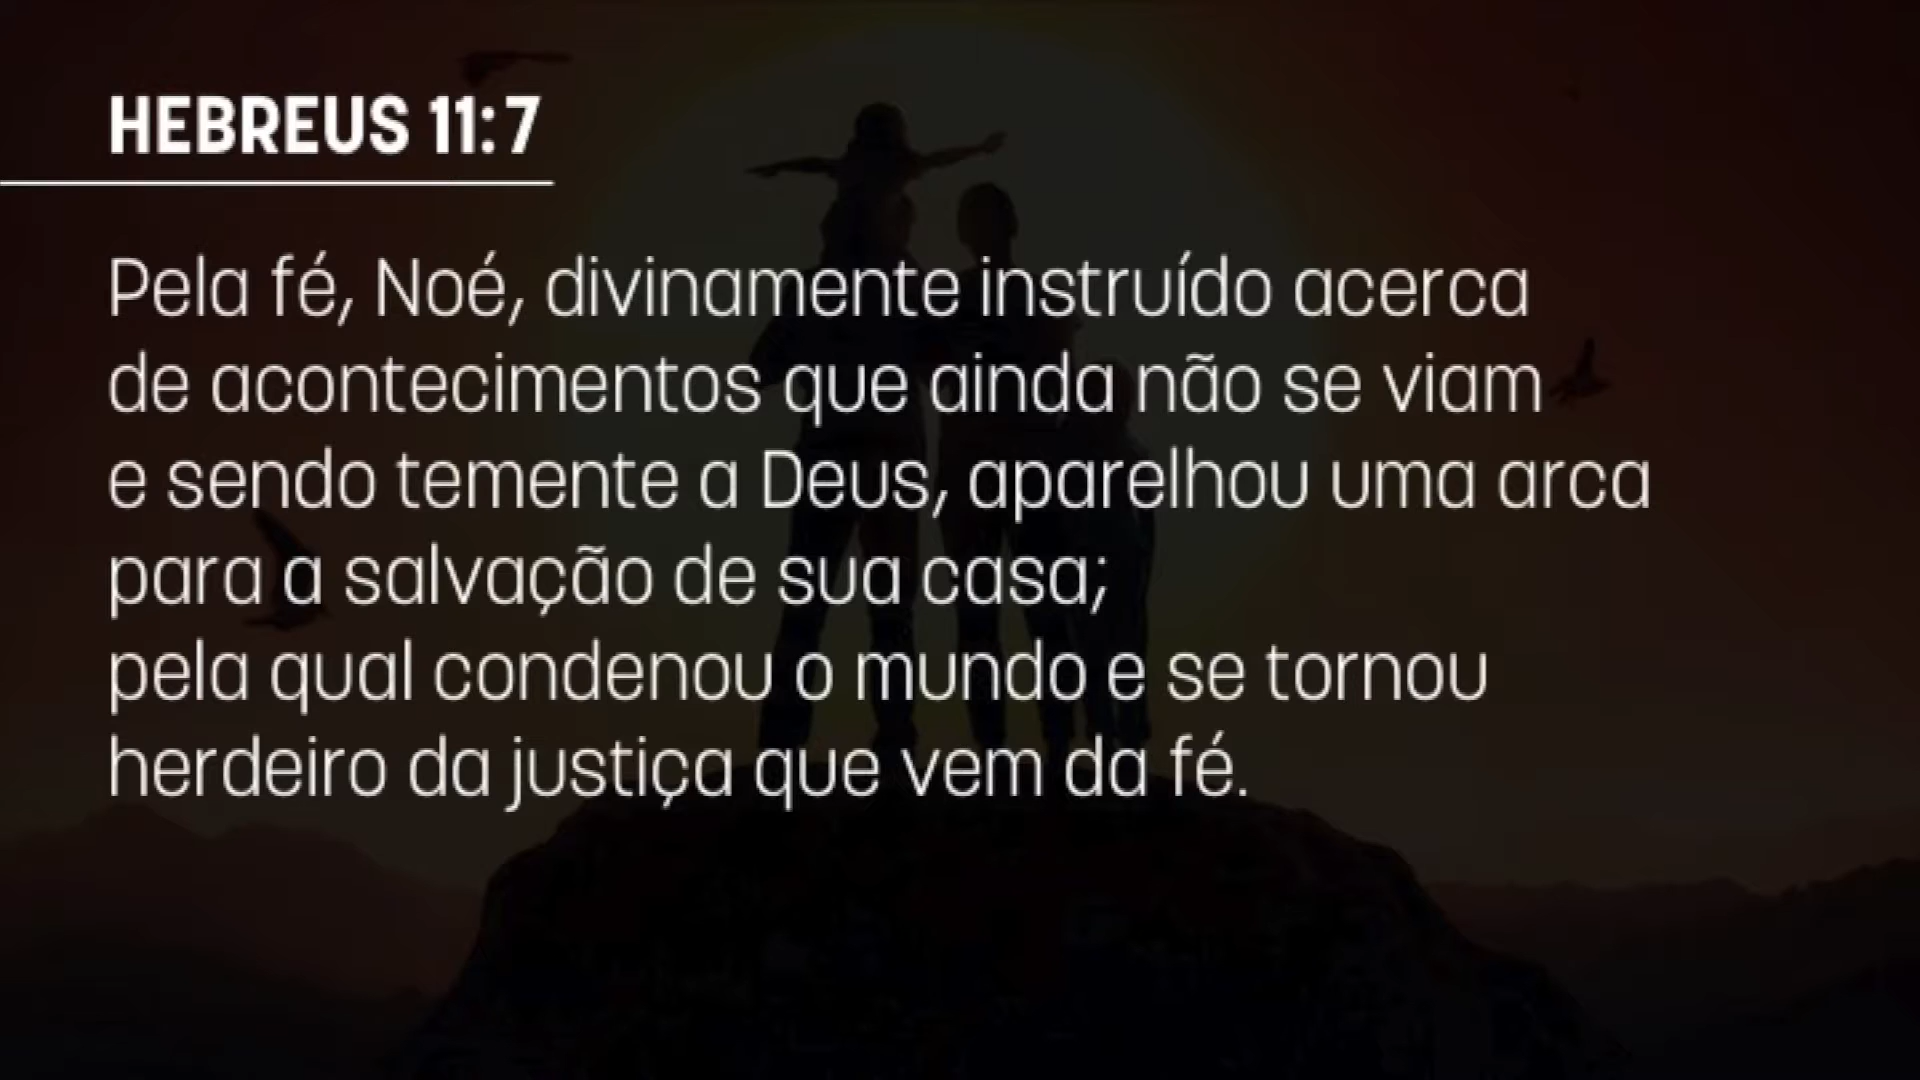 HEBREUS 11:7
Pela fé, Noé, divinamente instruído acerca
de acontecimentos que ainda não se viam
e sendo temente a Deus, aparelhou uma arca
para a salvação de sua casa;
pela qual condenou o mundo e se tornou
herdeiro da justiça que vem da fé.